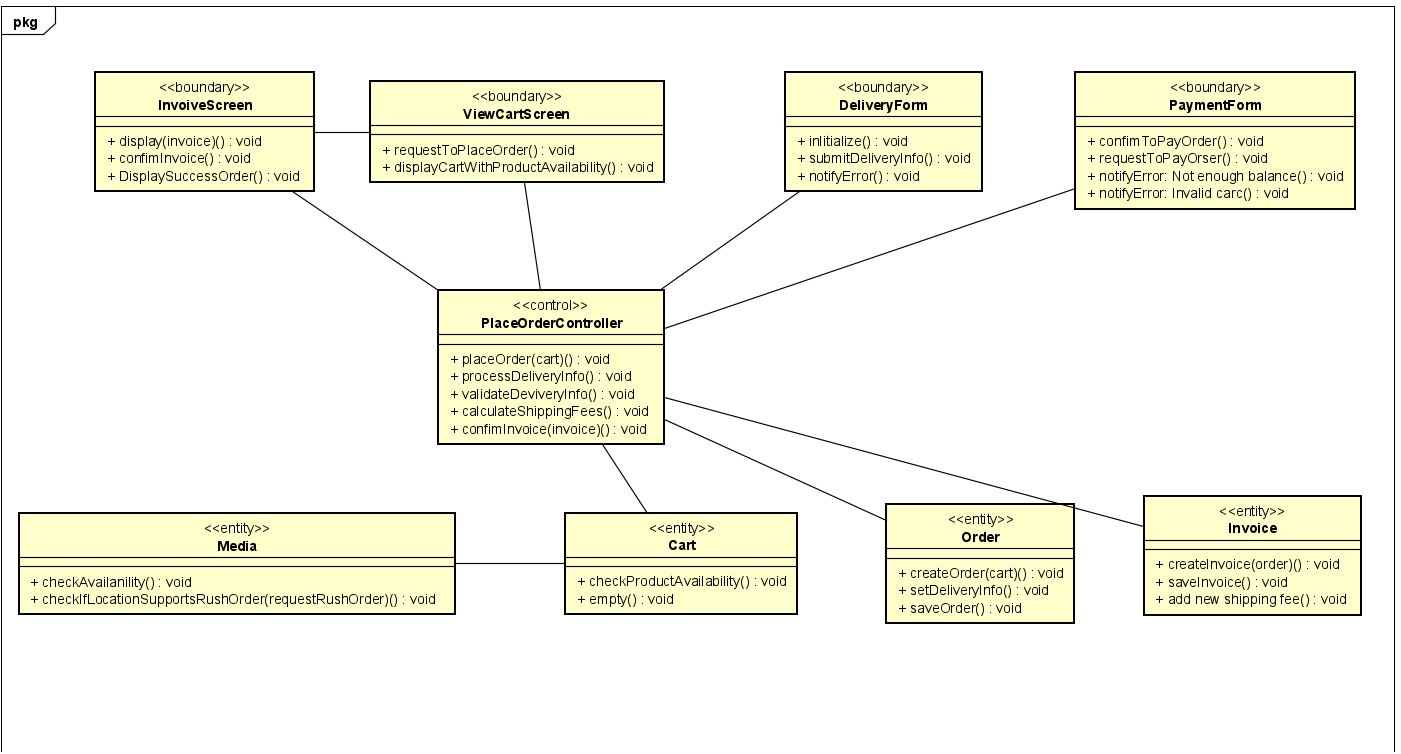 pkg
<<boundary>>
InvoiveScreen
+ display(invoice)() : void
+ confimInvoice() : void
+ DisplaySuccessOrder() : void
<<boundary>>
ViewCartScreen
+ requestToPlaceOrder() : void
+ displayCartWithProductAvailability() : void
<<boundary>>
DeliveryForm
+ inlitialize() : void
+ submitDeliveryInfo() : void
+ notifyError() : void
<<boundary>>
PaymentForm
+ confimToPayOrder() : void
+ requestToPayOrser() : void
+ notifyError: Not enough balance() : void
+ notifyError: Invalid carc() : void
<<control>>
PlaceOrderController
+ placeOrder(cart)() : void
+ processDeliveryInfo() : void
+ validateDeviveryInfo() : void
+ calculateShippingFees() : void
+ confimInvoice(invoice)() : void
<<entity>>
Media
+ checkAvailanility() : void
+ checkIfLocationSupportsRushOrder(requestRushOrder)() : void
<<entity>>
Cart
+ checkProductAvailability() : void
+ empty() : void
<<entity>>
Order
+ createOrder(cart)() : void
+ setDeliveryInfo() : void
+ saveOrder() : void
<<entity>>
Invoice
+ createInvoice(order)() : void
+ saveInvoice() : void
+ add new shipping fee() : void